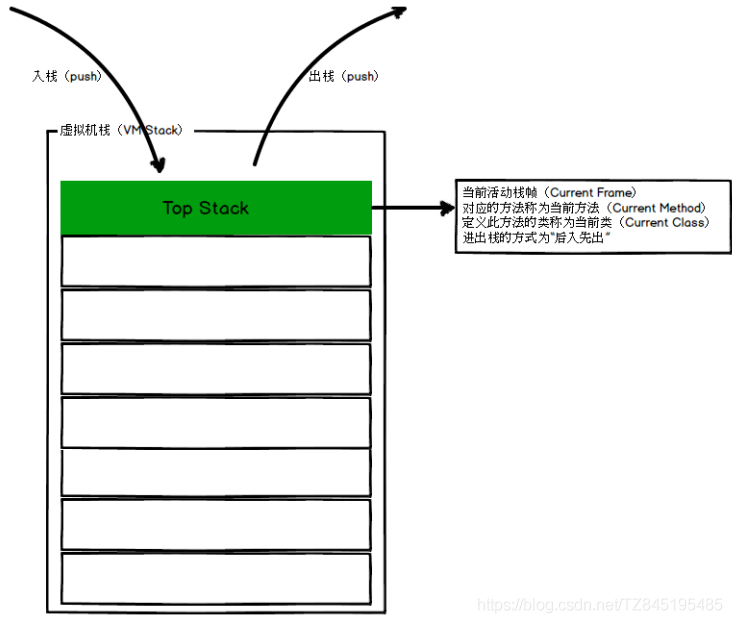 入栈（push）
出栈（push）
虚拟机栈（VM Stack）
Top Stack
当前活动栈帧（Current Frame）
对应的方法称为当前方法（Current Method）
定义此方法的类称为当前类（Current Class）
进出栈的方式为“后入先出”
https://blog.csdn.net/TZ845195485